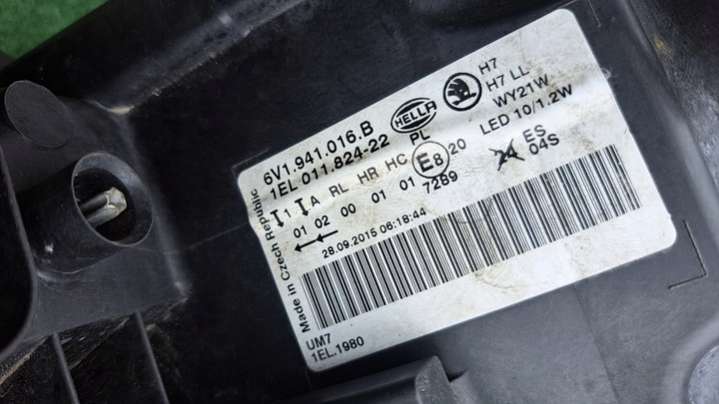 6V1.941.016.B
1EL 011.824-22
HELLA
H7
H7 LL
WY21W
LED 10/1.2W
PL
1 A RL HR HC E8 20
01 02 00 01 01 7289
24 ES
04S
28.09.2015 06:18:44
Made in Czech Republic
UM7
1EL.1980